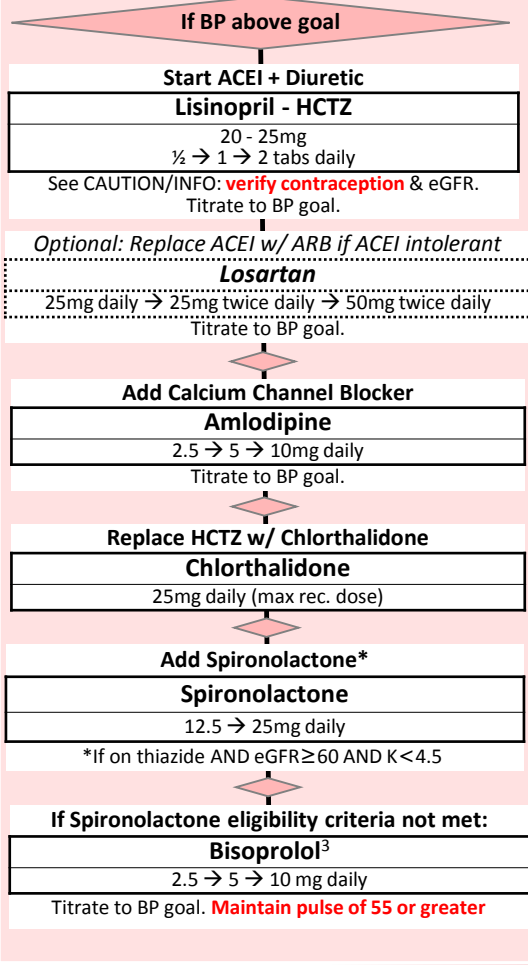 If BP above goal
Start ACEI + Diuretic
Lisinopril - HCTZ
20 - 25mg
½ → 1 → 2 tabs daily
See CAUTION/INFO: verify contraception & eGFR.
Titrate to BP goal.
Optional: Replace ACEI w/ ARB if ACEI intolerant
Losartan
25mg daily → 25mg twice daily → 50mg twice daily
Titrate to BP goal.
Add Calcium Channel Blocker
Amlodipine
2.5 → 5 → 10mg daily
Titrate to BP goal.
Replace HCTZ w/ Chlorthalidone
Chlorthalidone
25mg daily (max rec. dose)
Add Spironolactone*
Spironolactone
12.5 → 25mg daily
*If on thiazide AND eGFR≥60 AND K<4.5
If Spironolactone eligibility criteria not met:
Bisoprolol³
2.5 → 5 → 10 mg daily
Titrate to BP goal. Maintain pulse of 55 or greater